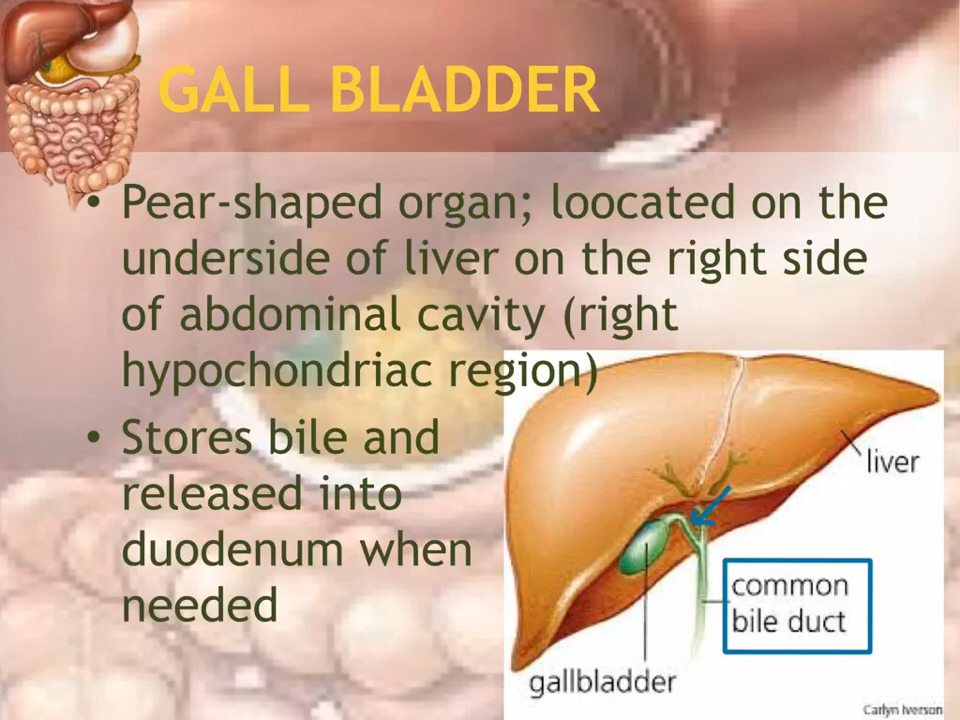 GALL BLADDER
• Pear-shaped organ; loocated on the
underside of liver on the right side
of abdominal cavity (right
hypochondriac region)
• Stores bile and
released into
duodenum when
needed
liver
common
bile duct
gallbladder
Carlyn Iverson